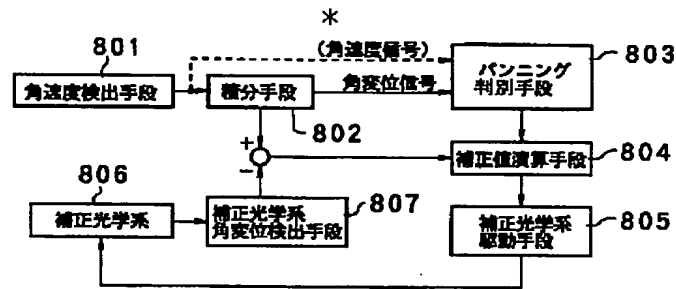 *
801
(角速度信号)
803
角速度検出手段
積分手段
角変位信号
パンニング
判別手段
802
+
−
補正値演算手段
804
806
補正光学系
補正光学系
角変位検出手段
807
補正光学系
駆動手段
805